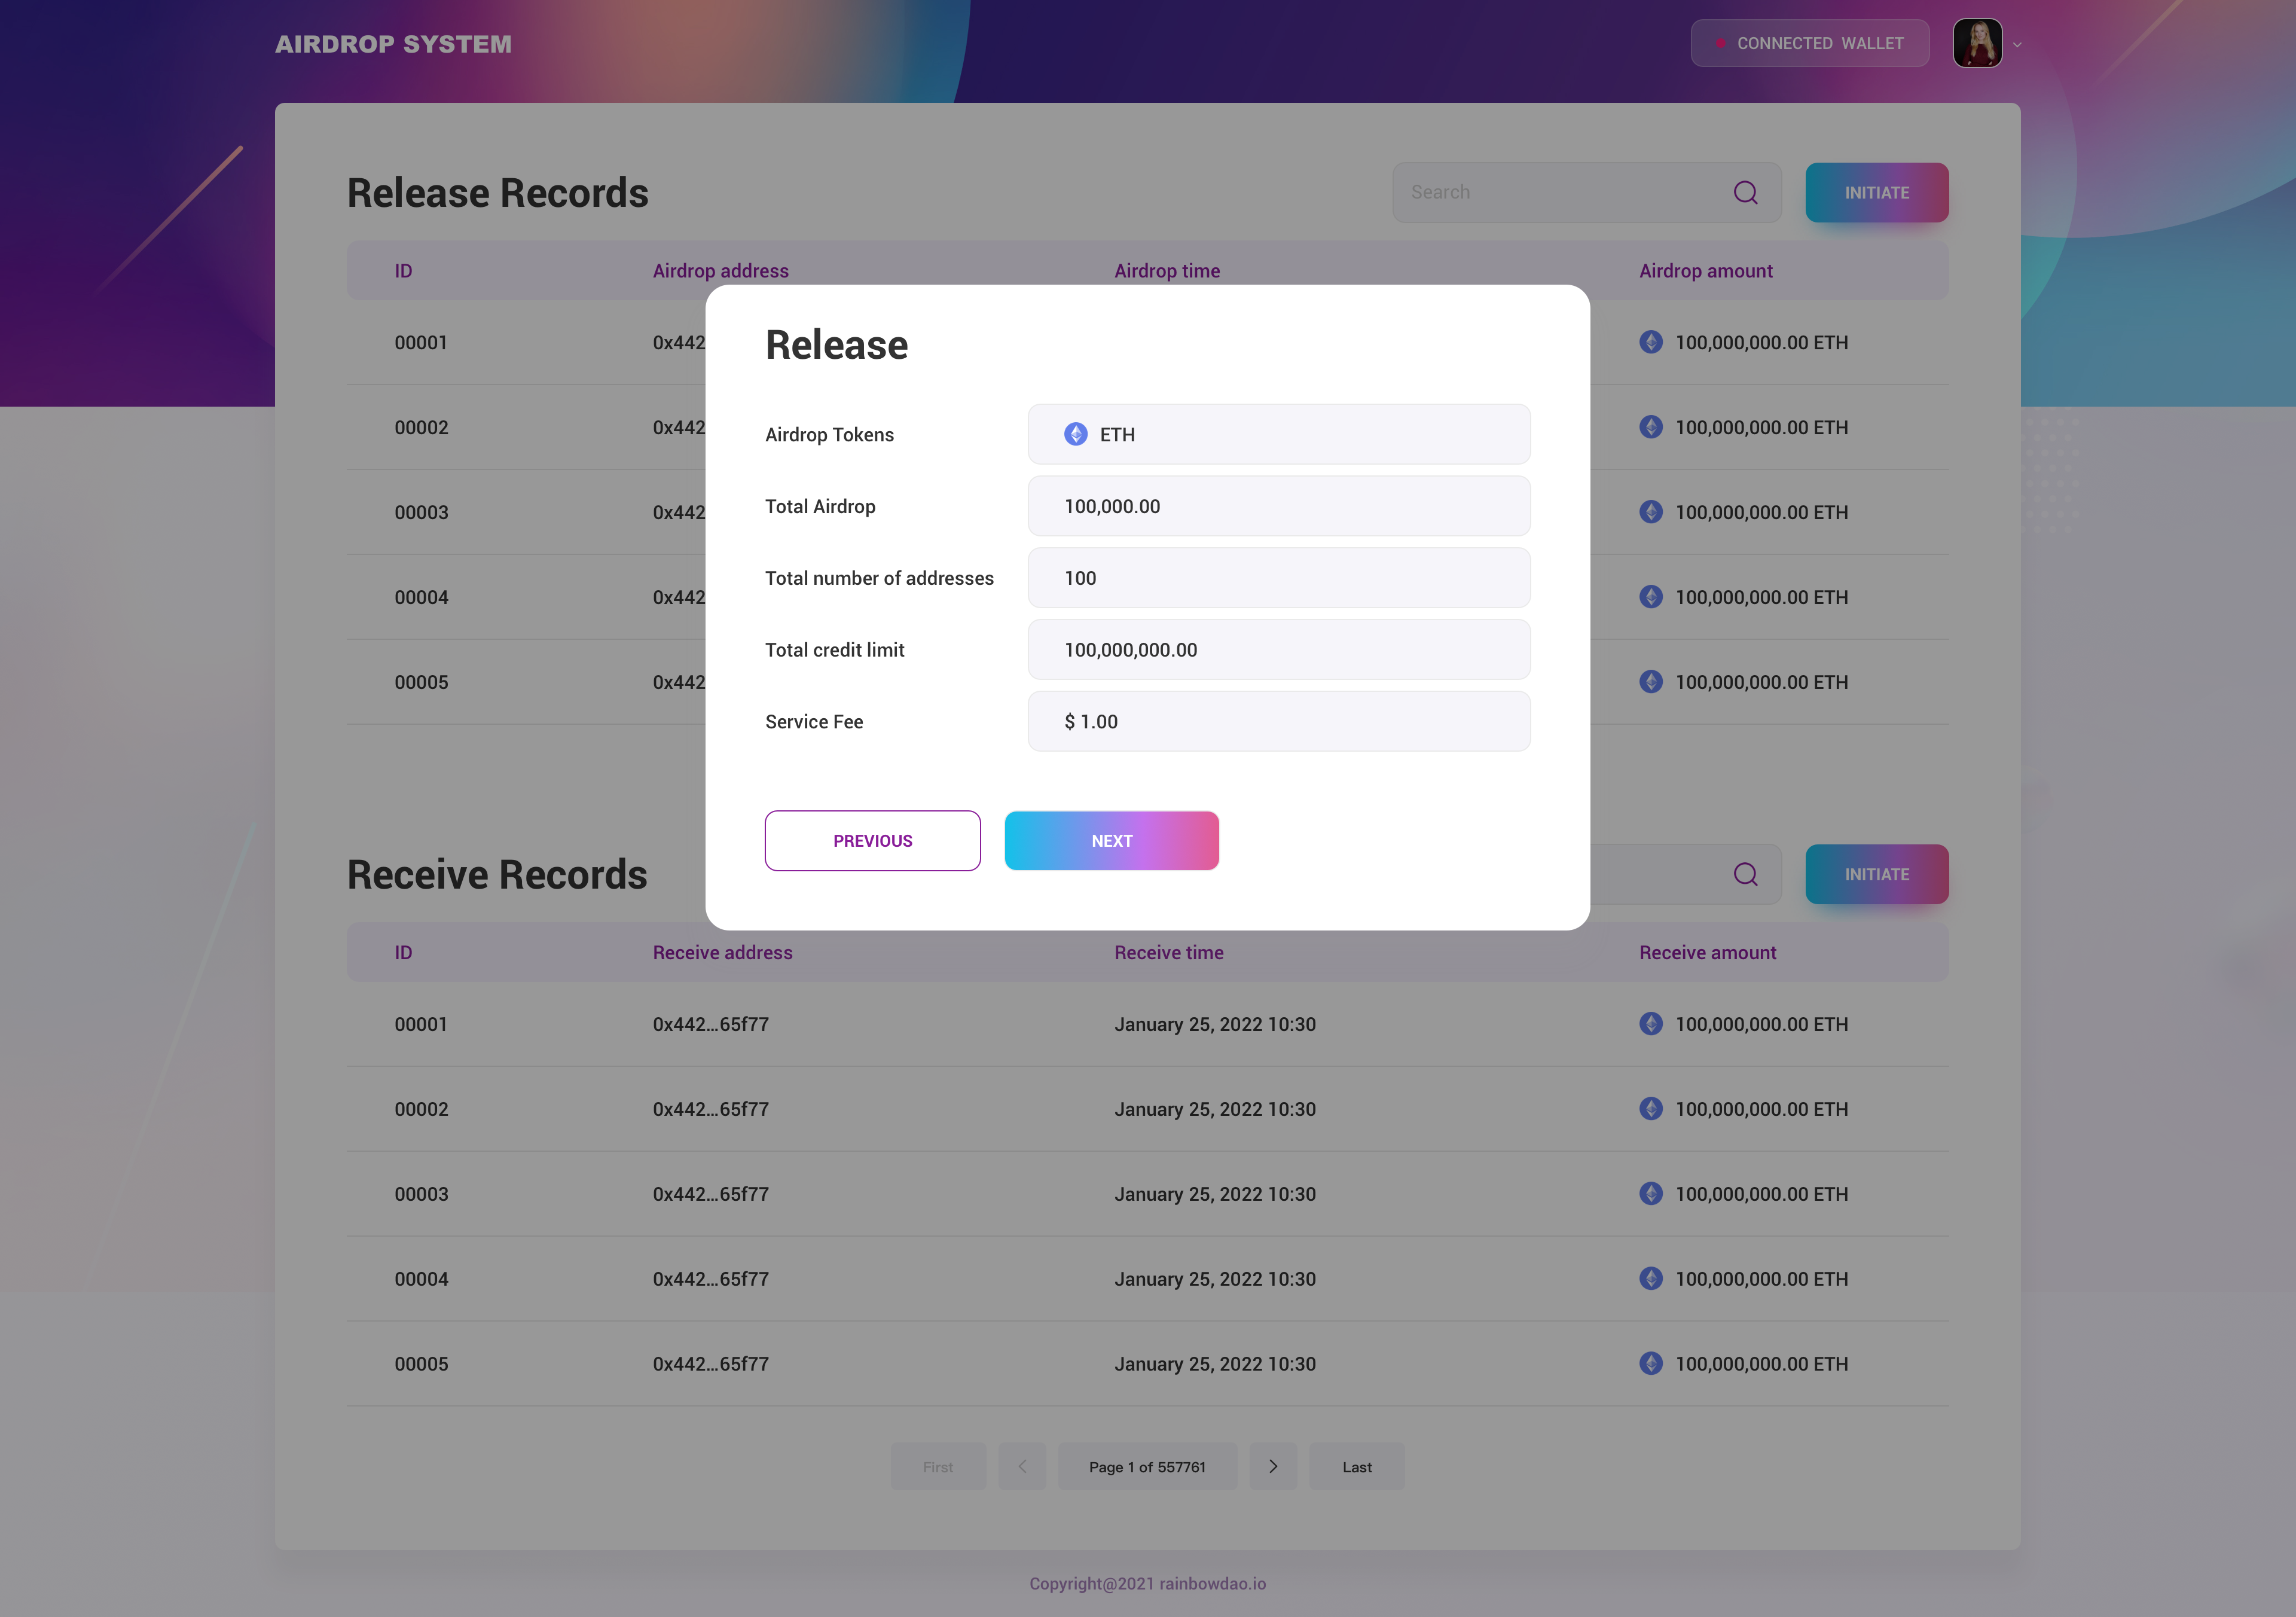 AIRDROP SYSTEM
CONNECTED WALLET
Release Records
Search
INITIATE
ID Airdrop address Airdrop time Airdrop amount
00001 0x442 100,000,000.00 ETH
00002 0x442 100,000,000.00 ETH
00003 0x442 100,000,000.00 ETH
00004 0x442 100,000,000.00 ETH
00005 0x442 100,000,000.00 ETH
Release
Airdrop Tokens ETH
Total Airdrop 100,000.00
Total number of addresses 100
Total credit limit 100,000,000.00
Service Fee $ 1.00
PREVIOUS NEXT
Receive Records
INITIATE
ID Receive address Receive time Receive amount
00001 0x442...65f77 January 25, 2022 10:30 100,000,000.00 ETH
00002 0x442...65f77 January 25, 2022 10:30 100,000,000.00 ETH
00003 0x442...65f77 January 25, 2022 10:30 100,000,000.00 ETH
00004 0x442...65f77 January 25, 2022 10:30 100,000,000.00 ETH
00005 0x442...65f77 January 25, 2022 10:30 100,000,000.00 ETH
First < Page 1 of 557761 > Last
Copyright@2021 rainbowdao.io